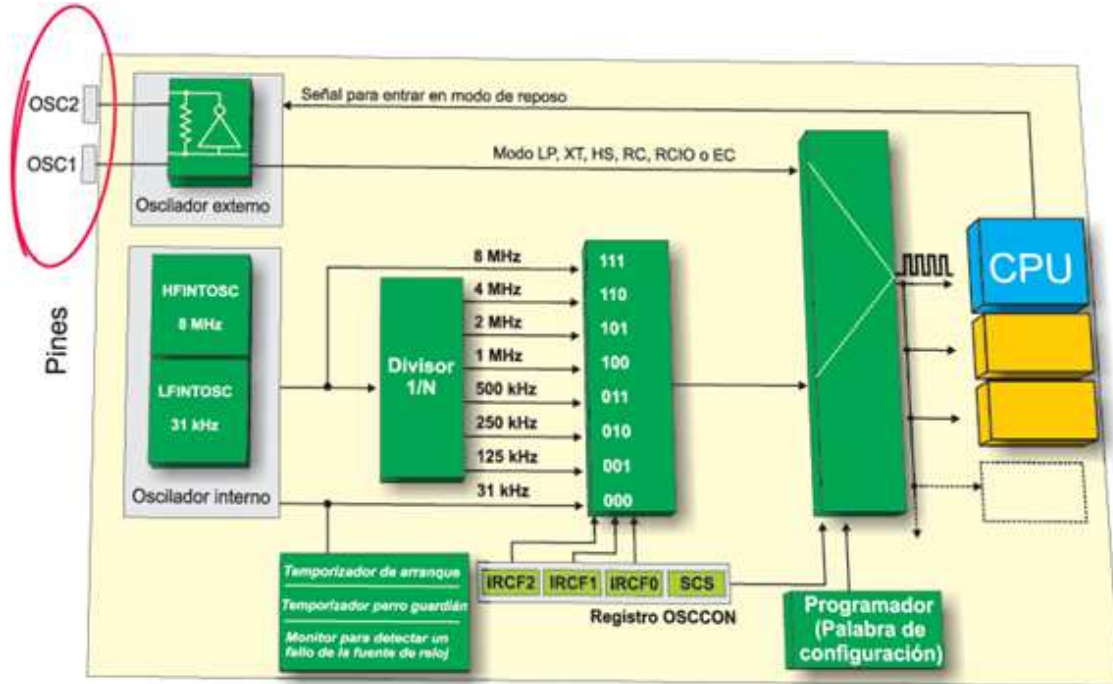 OSC2
OSC1
Pines
Señal para entrar en modo de reposo
Modo LP, XT, HS, RC, RCIO o EC
Oscilador externo
HFINTOSC
8 MHz
LFINTOSC
31 kHz
Oscilador interno
Divisor
1/N
8 MHz
4 MHz
2 MHz
1 MHz
500 kHz
250 kHz
125 kHz
31 kHz
111
110
101
100
011
010
001
000
CPU
Temporizador de arranque
Temporizador perro guardián
Monitor para detectar un
fallo de la fuente de reloj
IRCF2 IRCF1 IRCF0 SCS
Registro OSCCON
Programador
(Palabra de
configuración)